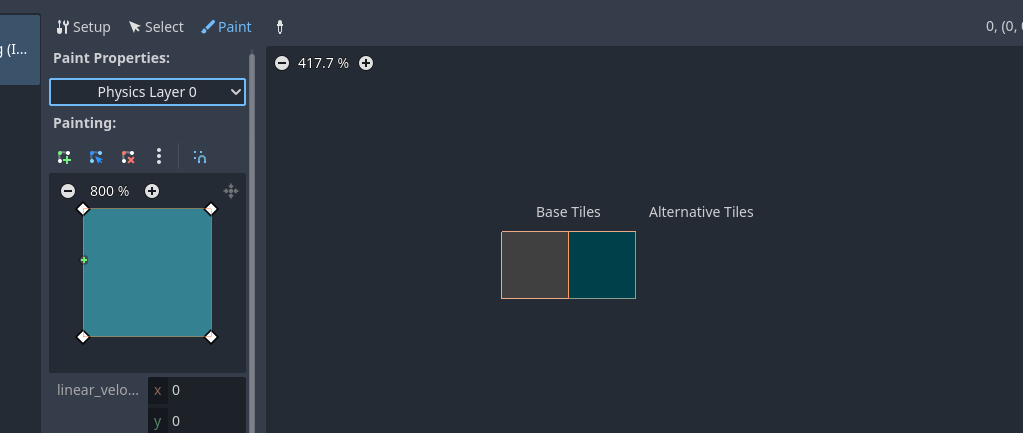 Setup Select Paint
0, (0,
g (I...
Paint Properties:
Physics Layer 0
417.7 %
Painting:
800 %
Base Tiles Alternative Tiles
linear_velo... x 0
y 0